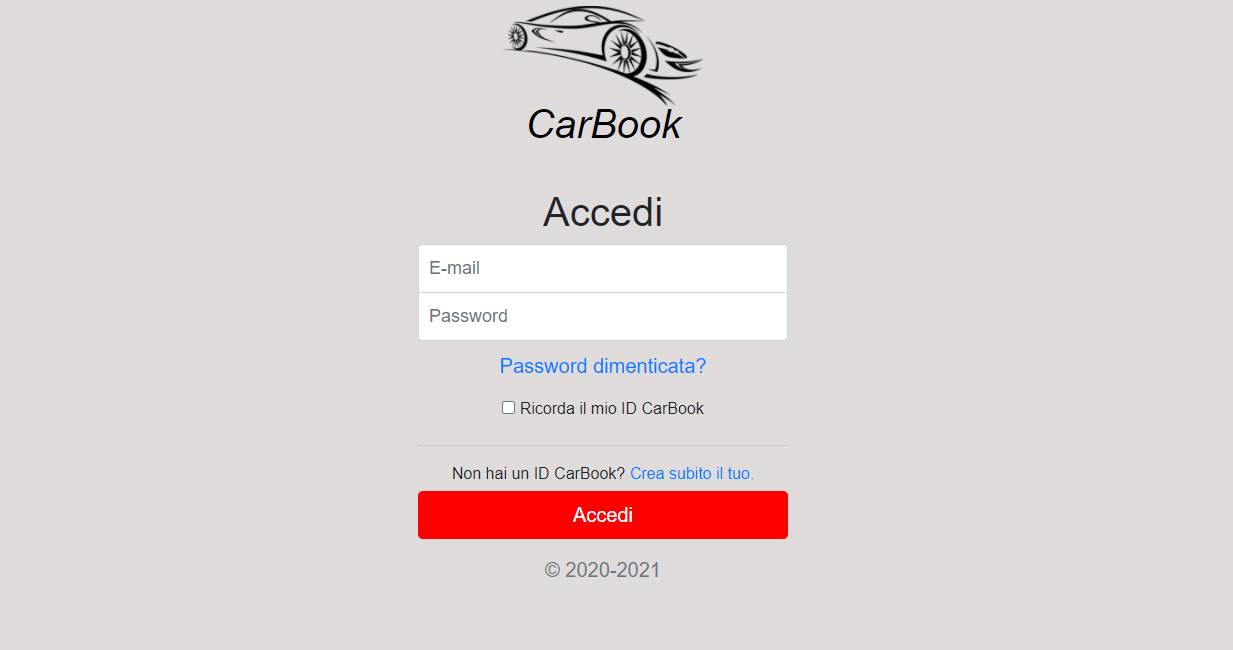 CarBook
Accedi
E-mail
Password
Password dimenticata?
Ricorda il mio ID CarBook
Non hai un ID CarBook? Crea subito il tuo.
Accedi
© 2020-2021